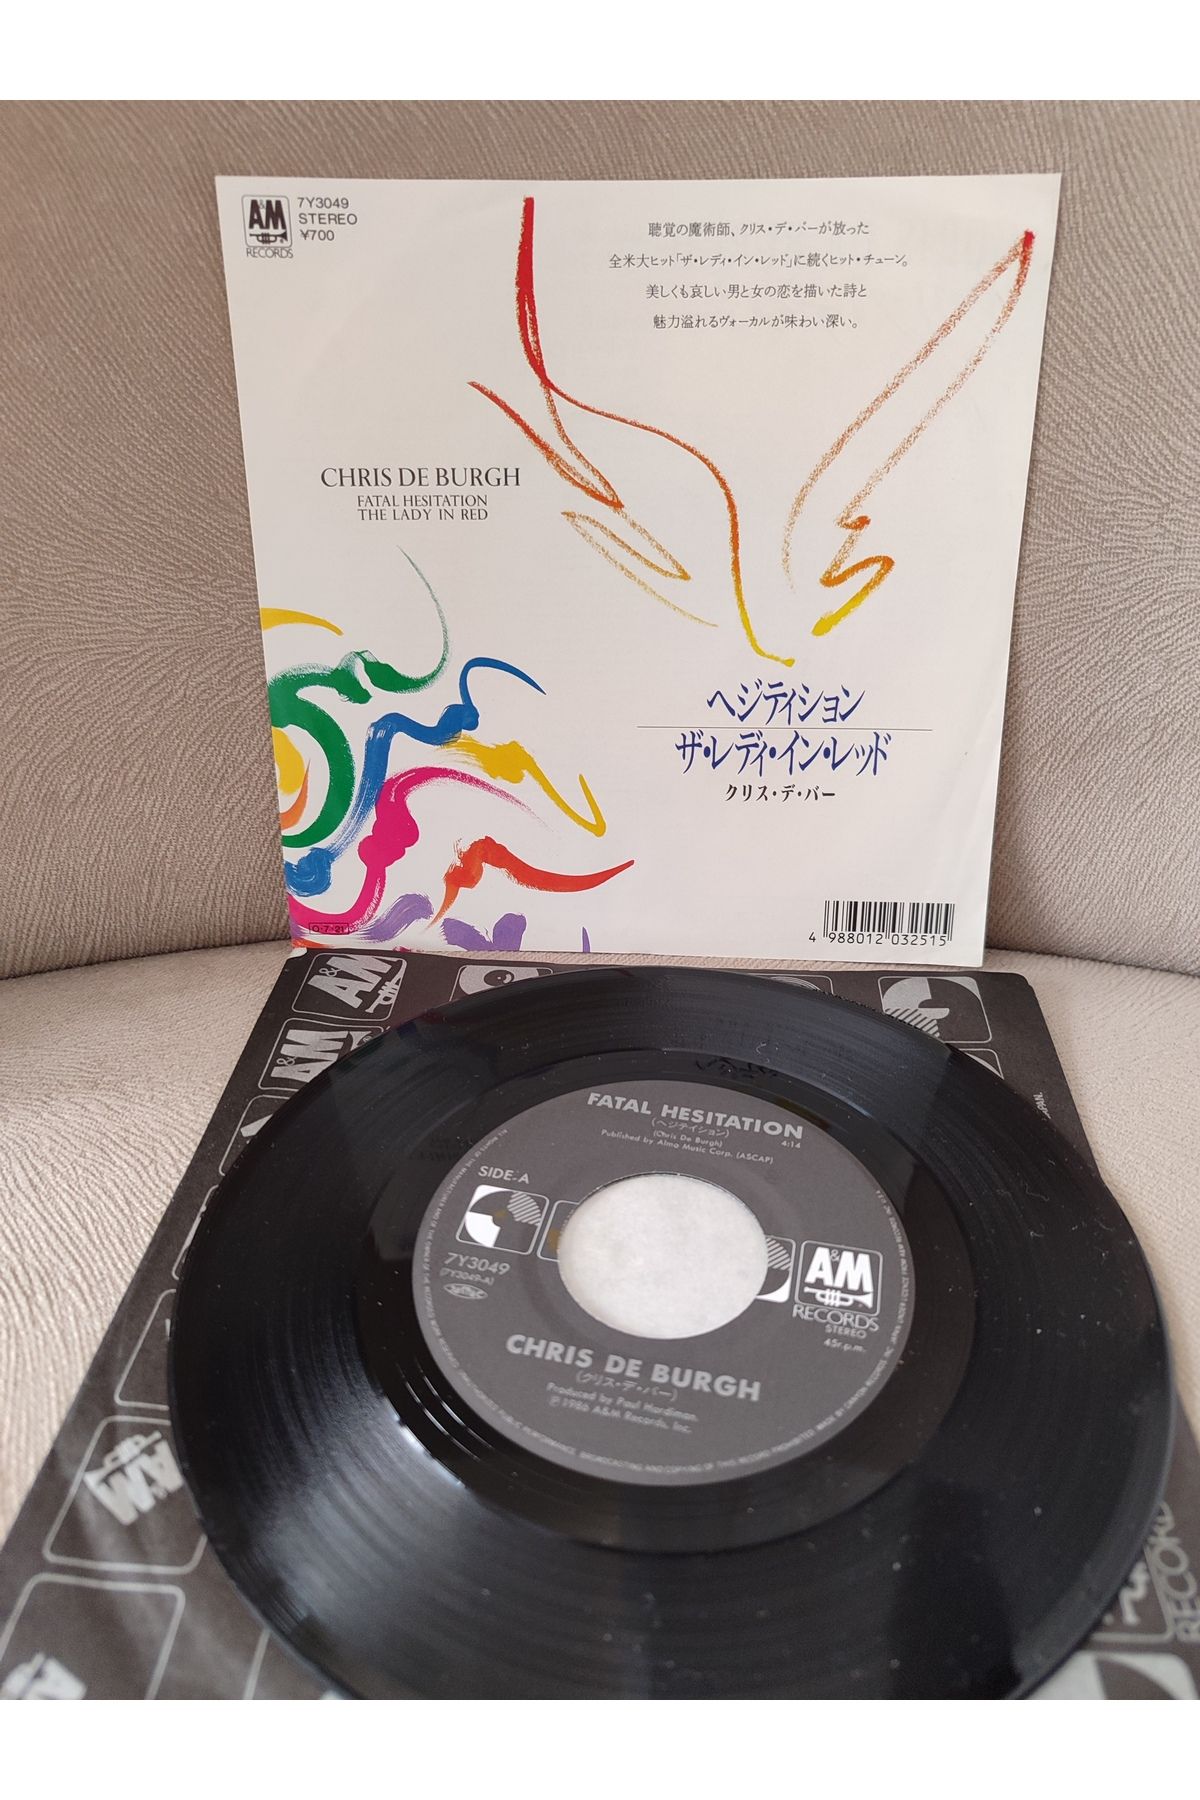 A&M
RECORDS
7Y3049
STEREO
¥700
聴覚の魔術師、クリス・デ・バーが放った
全米大ヒット「ザ・レディ・イン・レッド」に続くヒット・チューン。
美しくも哀しい男と女の恋を描いた詩と
魅力溢れるヴォーカルが味わい深い。
CHRIS DE BURGH
FATAL HESITATION
THE LADY IN RED
ヘジティション
ザ・レディ・イン・レッド
クリス・デ・バー
4 988012 032515
A&M
A&M
JAPAN.
FATAL HESITATION
(ヘジティション)
4:14
(Chris De Burgh)
Published by Almo Music Corp. (ASCAP)
SIDE-A
7Y3049
(7Y3049-A)
A&M
RECORDS
STEREO
45r.p.m.
CHRIS DE BURGH
(クリス・デ・バー)
Produced by Paul Hardiman.
℗ 1986 A&M Records, Inc.
A&M
RECORD